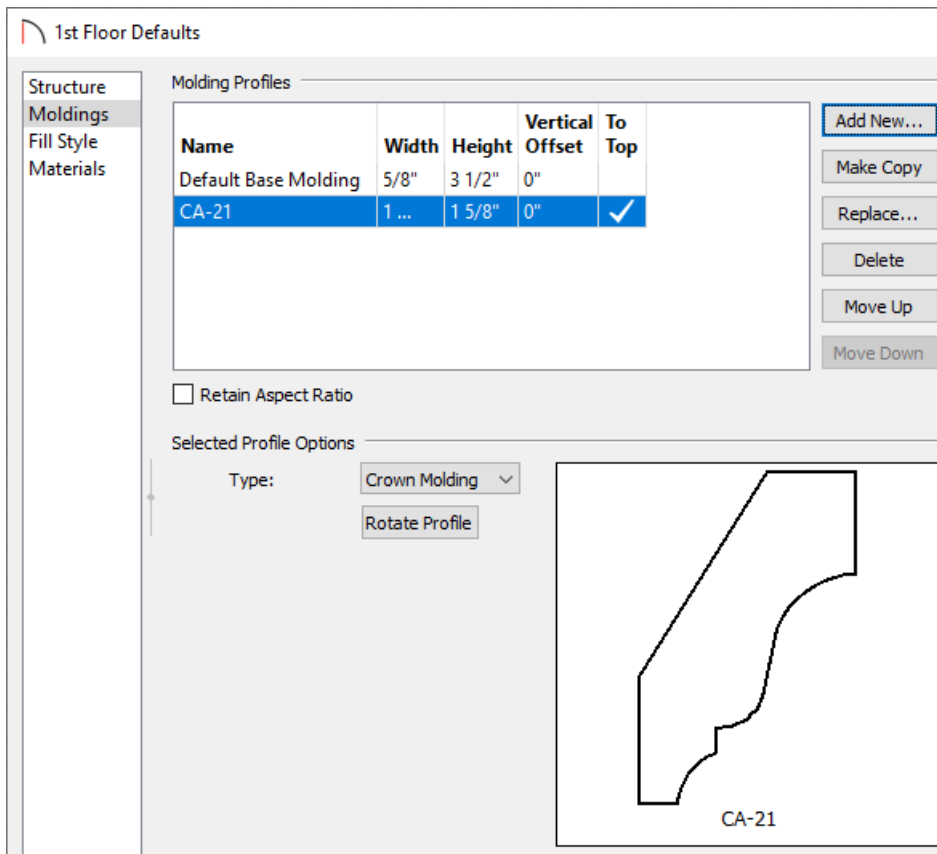 1st Floor Defaults
Structure
Moldings
Fill Style
Materials
Molding Profiles
Name Width Height Vertical Offset To Top
Default Base Molding 5/8" 3 1/2" 0"
CA-21 1 ... 1 5/8" 0"
Add New...
Make Copy
Replace...
Delete
Move Up
Move Down
Retain Aspect Ratio
Selected Profile Options
Type: Crown Molding
Rotate Profile
CA-21